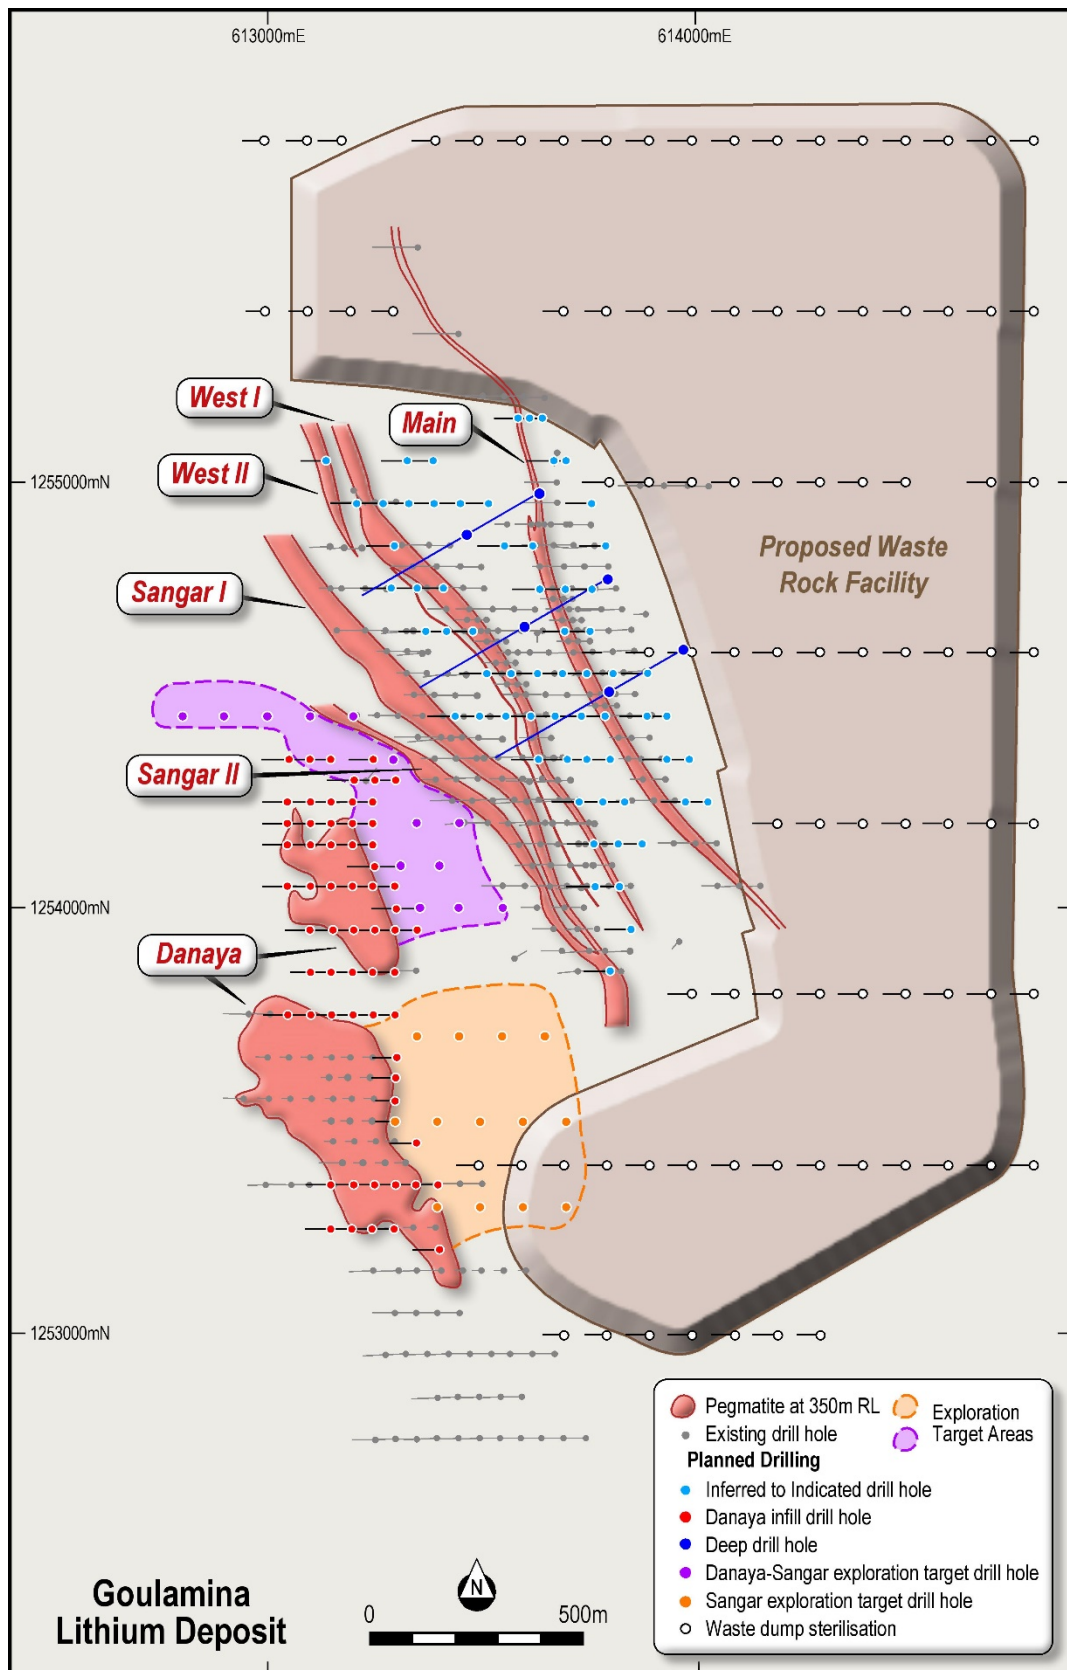 613000mE
614000mE
West I
Main
West II
1255000mN
Proposed Waste
Rock Facility
Sangar I
Sangar II
1254000mN
Danaya
1253000mN
Pegmatite at 350m RL
Exploration
Target Areas
Existing drill hole
Planned Drilling
Inferred to Indicated drill hole
Danaya infill drill hole
Deep drill hole
Danaya-Sangar exploration target drill hole
Sangar exploration target drill hole
Waste dump sterilisation
Goulamina
Lithium Deposit
N
0
500m